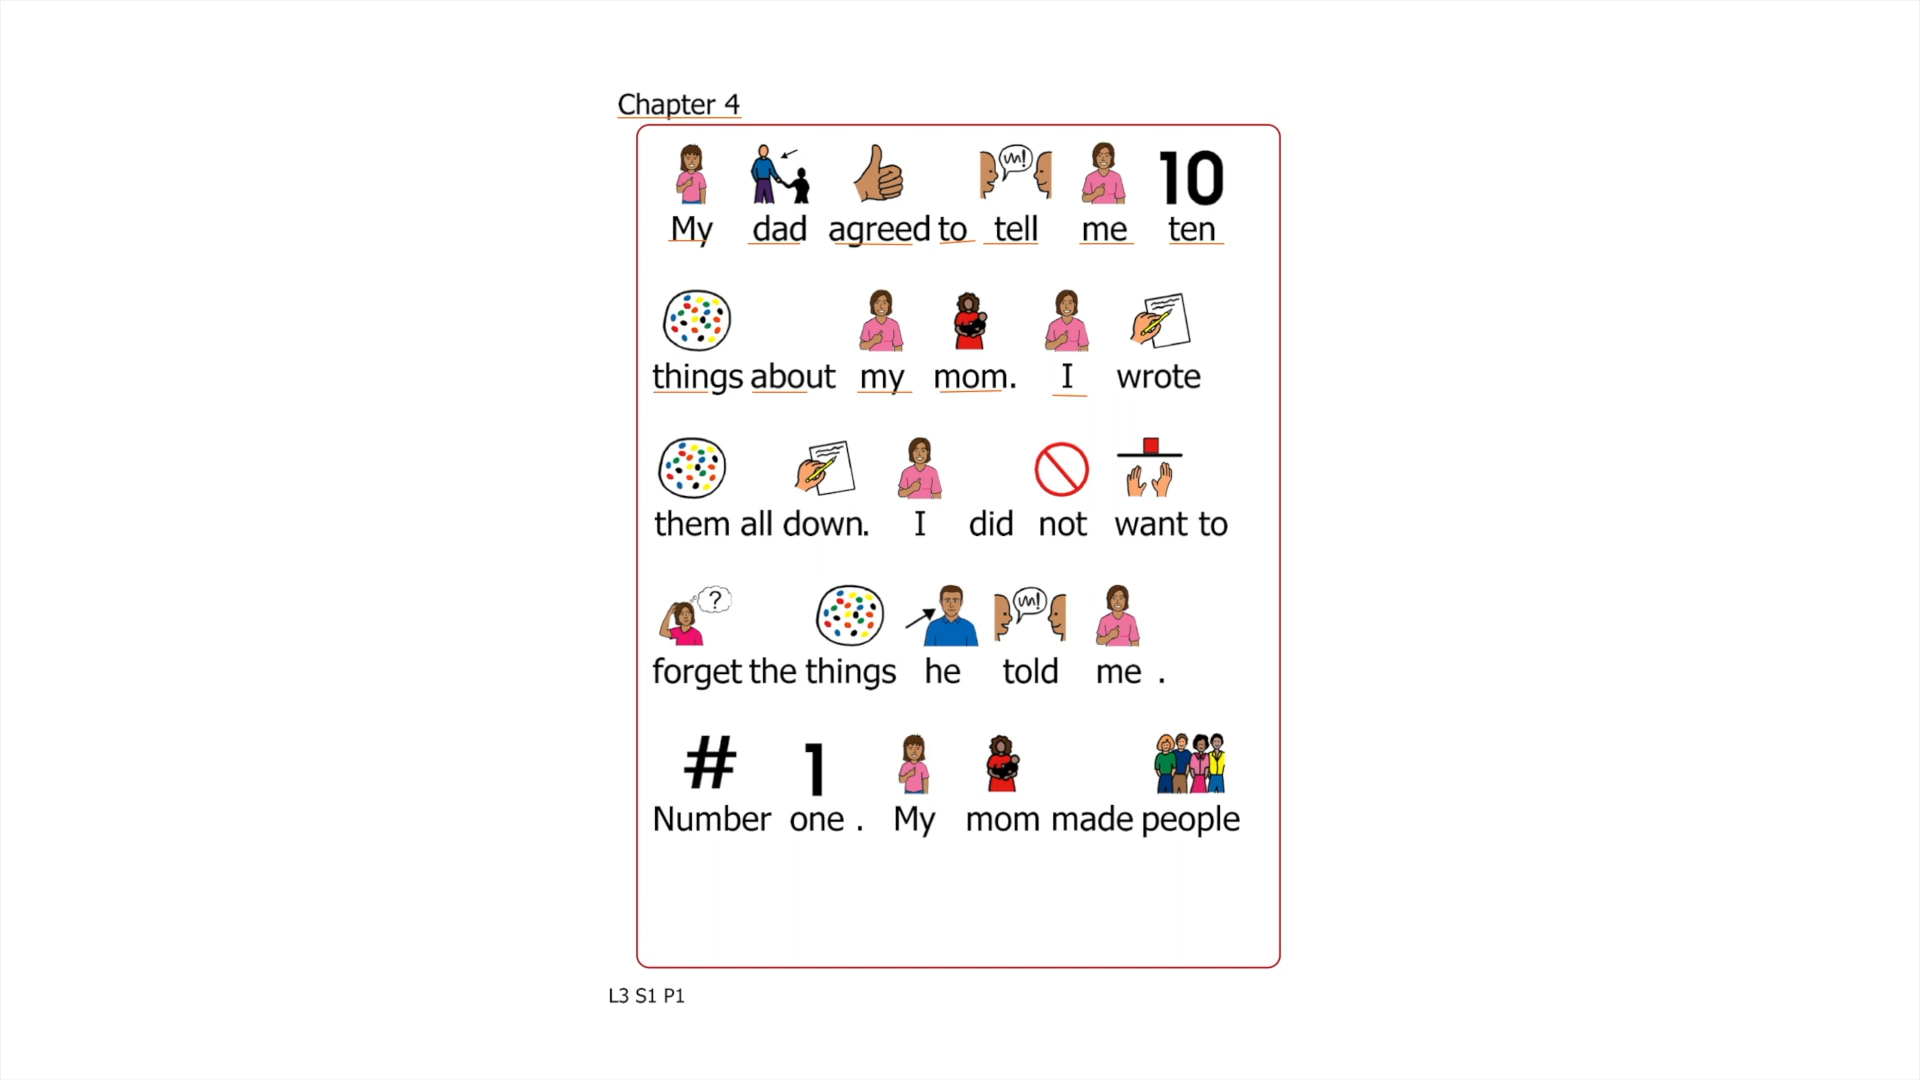 Chapter 4
10
My dad agreed to tell me ten
things about my mom. I wrote
them all down. I did not want to
?
forget the things he told me .
# 1
Number one . My mom made people
L3 S1 P1